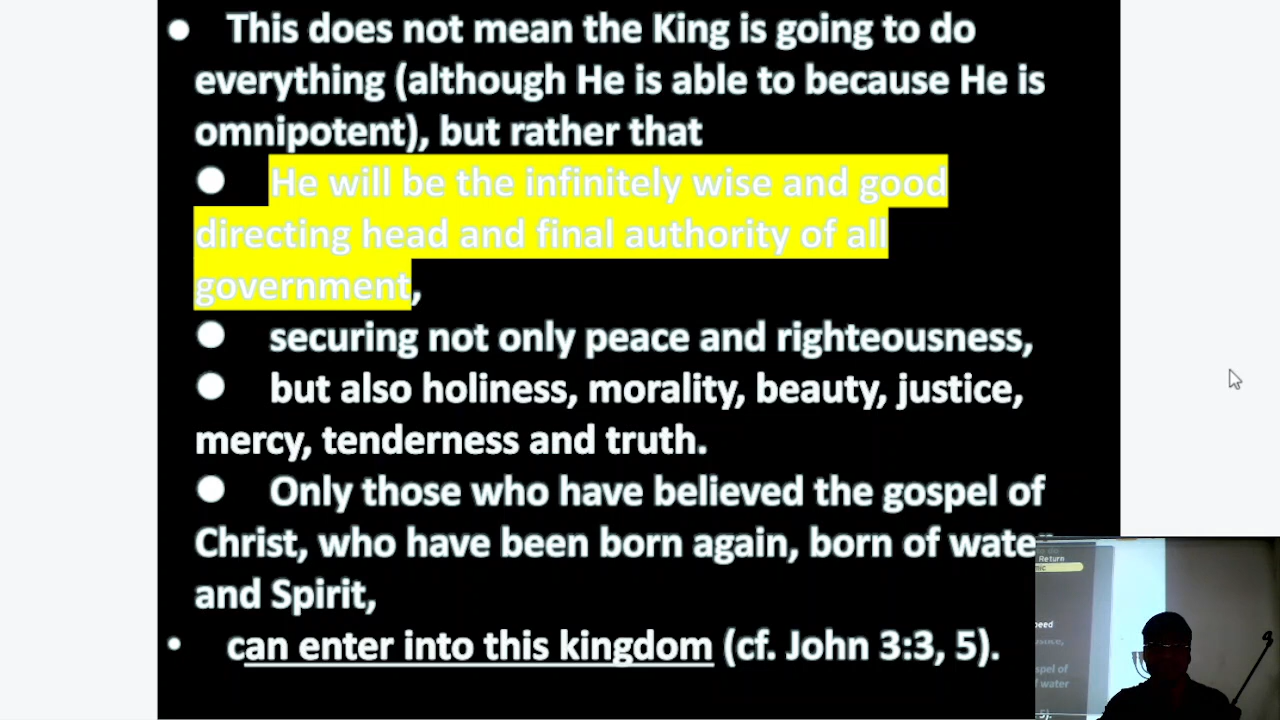 ● This does not mean the King is going to do
everything (although He is able to because He is
omnipotent), but rather that
● He will be the infinitely wise and good
directing head and final authority of all
government,
● securing not only peace and righteousness,
● but also holiness, morality, beauty, justice,
mercy, tenderness and truth.
● Only those who have believed the gospel of
Christ, who have been born again, born of water
and Spirit,
• can enter into this kingdom (cf. John 3:3, 5).
Return
spel of
water